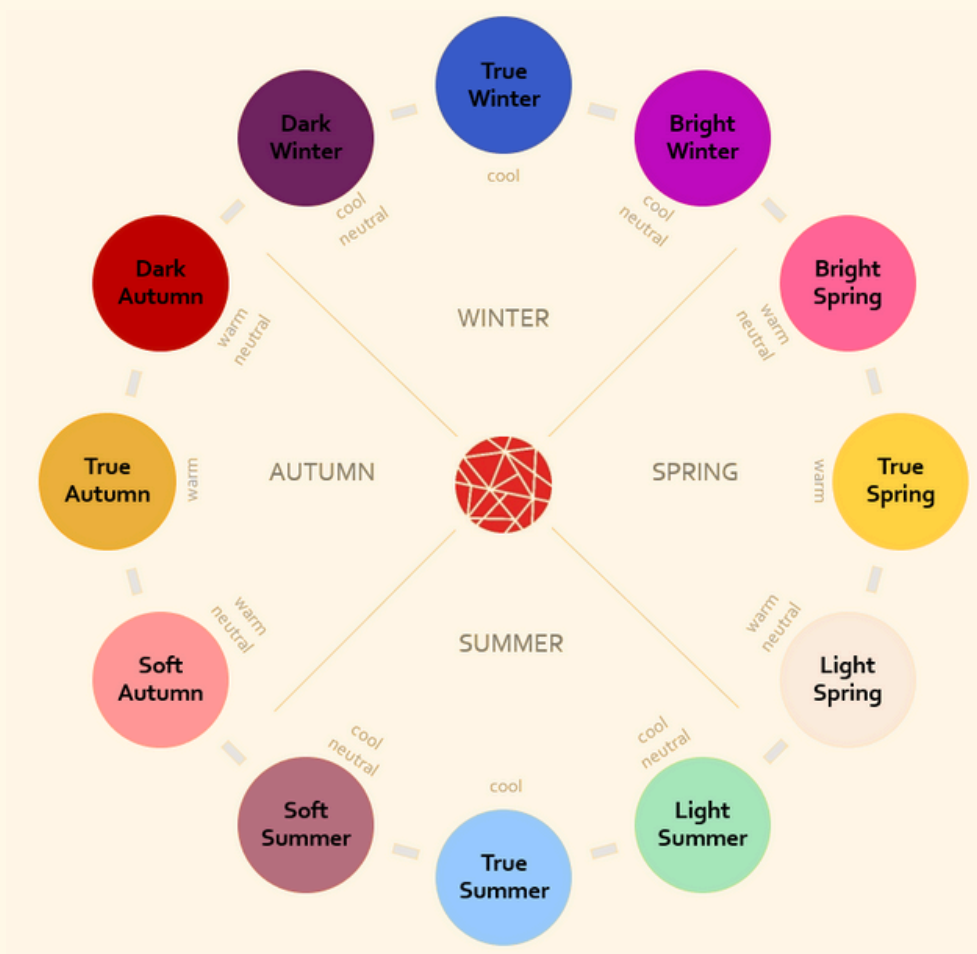 True
Winter
cool
Bright
Winter
cool
neutral
Bright
Spring
warm
neutral
True
Spring
warm
Light
Spring
warm
neutral
Light
Summer
cool
neutral
True
Summer
cool
Soft
Summer
cool
neutral
Soft
Autumn
warm
neutral
True
Autumn
warm
Dark
Autumn
warm
neutral
Dark
Winter
cool
neutral
WINTER
AUTUMN
SPRING
SUMMER